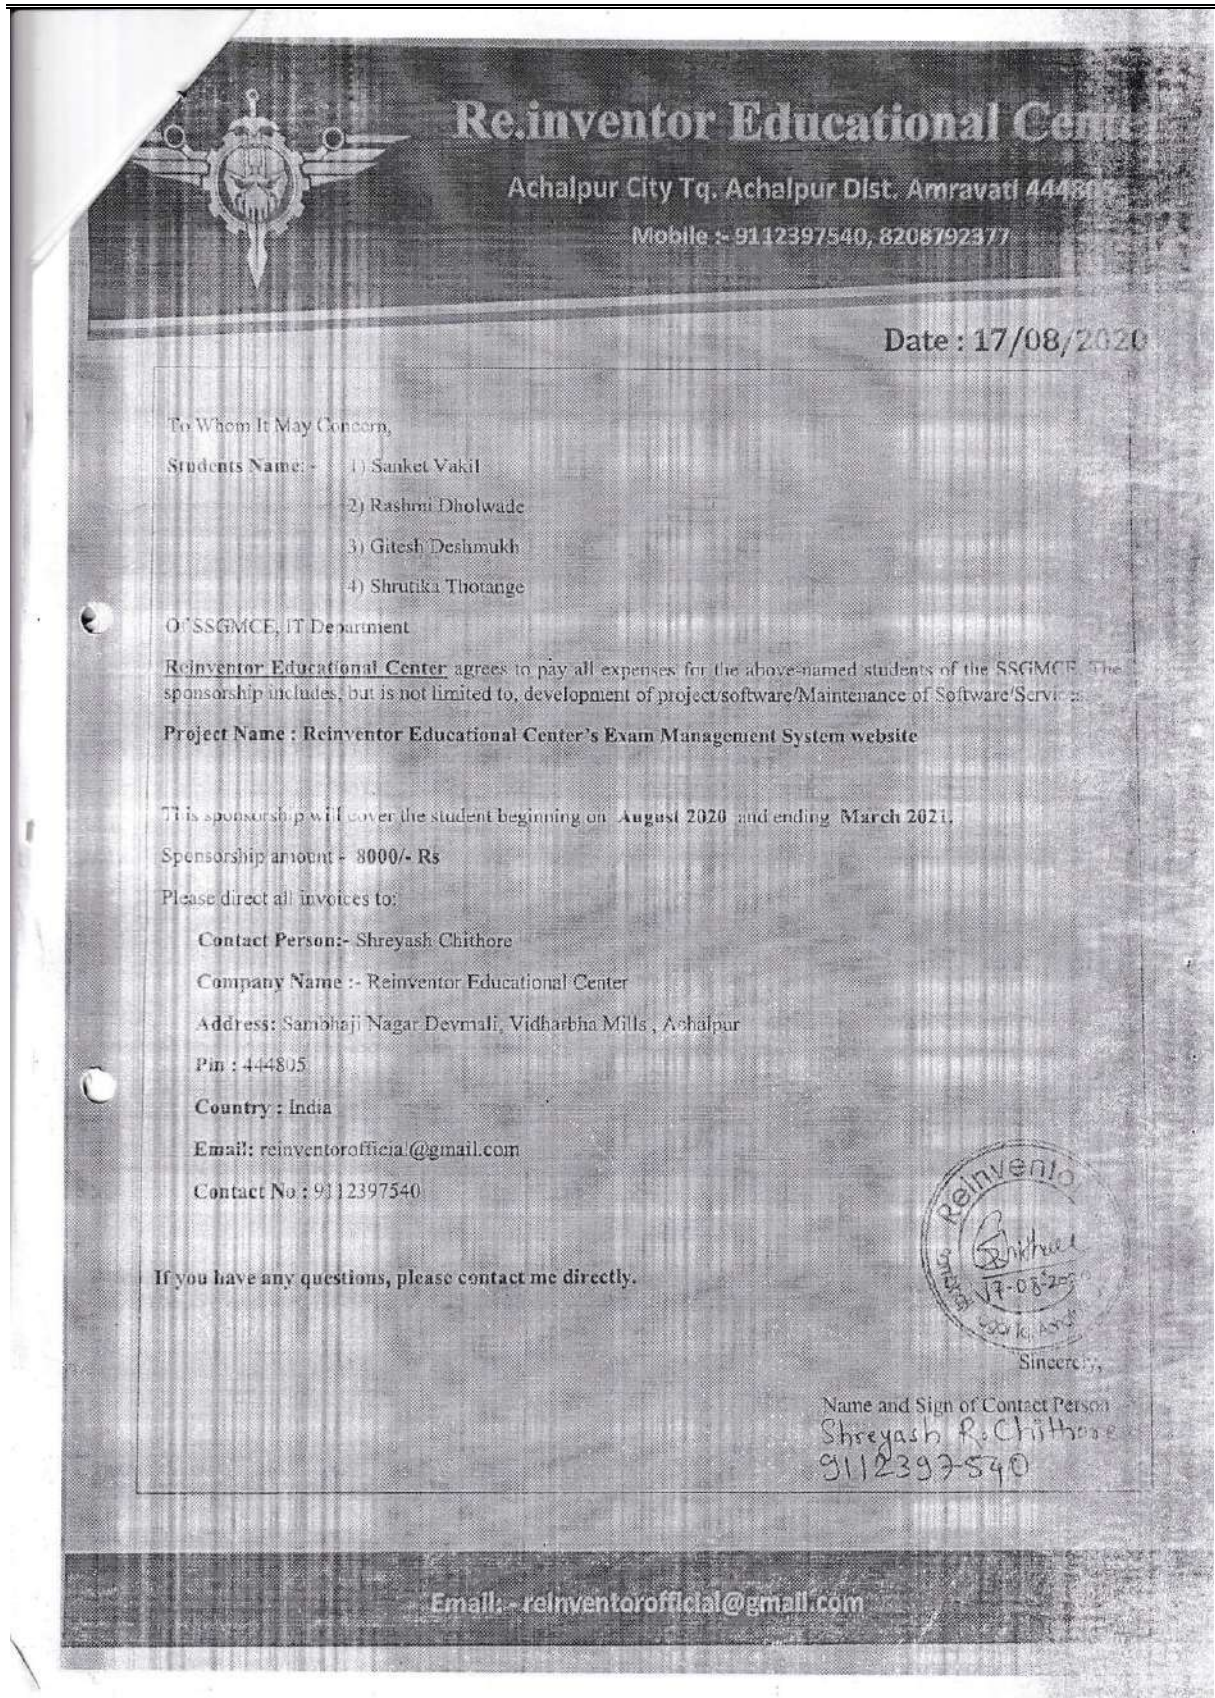 Re.inventor Educational
Achalpur City Tq. Achalpur Dist. Amravati 444805
Mobile :- 9112397540, 8208792377
Date : 17/08/2020
To Whom It May Concern,
Students Name: - 1) Sanket Vakil
2) Rashmi Dholwade
3) Gitesh Deshmukh
4) Shrutika Thotange
Of SSGMCE, IT Department
Reinventor Educational Center agrees to pay all expenses for the above-named students of the SSGMCE. The
sponsorship includes, but is not limited to, development of project/software/Maintenance of Software/Services.
Project Name : Reinventor Educational Center's Exam Management System website
This sponsorship will cover the student beginning on August 2020 and ending March 2021.
Sponsorship amount - 8000/- Rs
Please direct all invoices to:
Contact Person:- Shreyash Chithore
Company Name :- Reinventor Educational Center
Address: Sambhaji Nagar Devmali, Vidharbha Mills , Achalpur
Pin : 444805
Country : India
Email: reinventorofficial@gmail.com
Contact No : 9112397540
Reinvento
Schithore
17-08-2020
If you have any questions, please contact me directly.
Sincerely,
Name and Sign of Contact Person
Shreyash R. Chithore
9112397540
Email: - reinventorofficial@gmail.com